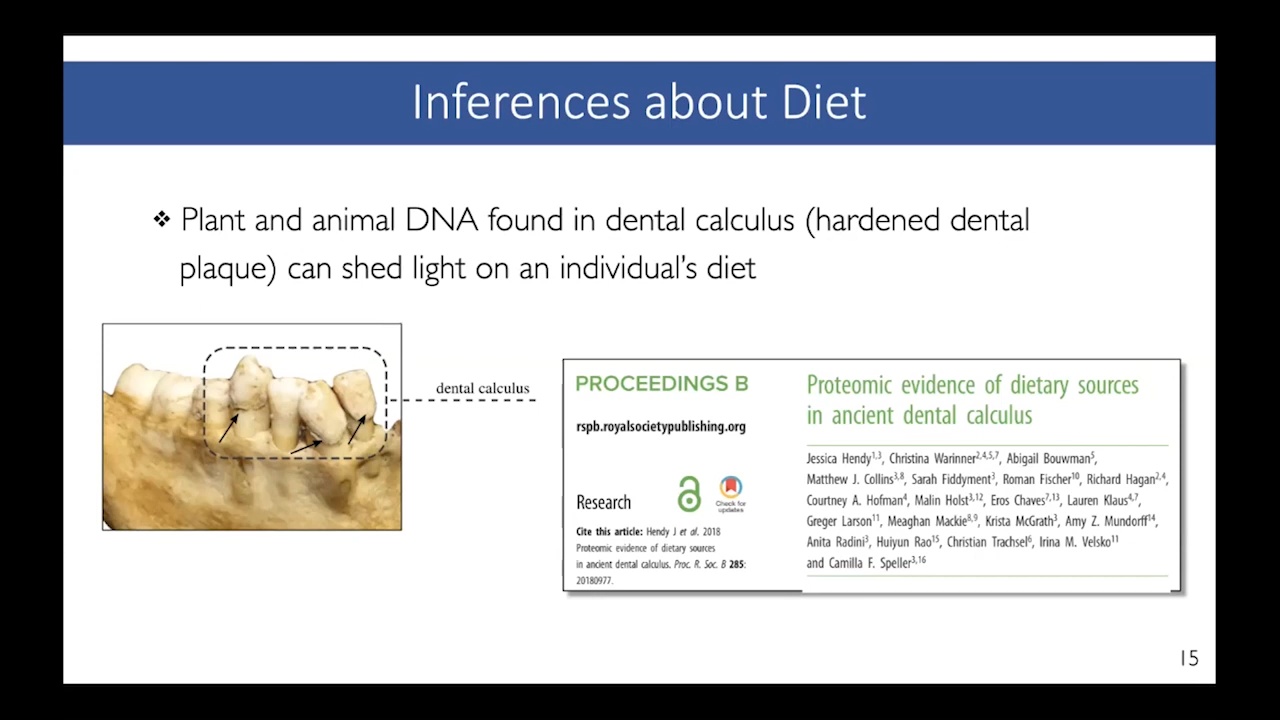 Inferences about Diet
❖ Plant and animal DNA found in dental calculus (hardened dental
plaque) can shed light on an individual's diet
dental calculus
PROCEEDINGS B
rspb.royalsocietypublishing.org
Research
Check for
updates
Cite this article: Hendy J et al. 2018
Proteomic evidence of dietary sources
in ancient dental calculus. Proc. R. Soc. B 285:
20180977.
Proteomic evidence of dietary sources
in ancient dental calculus
Jessica Hendy1,3, Christina Warinner2,4,5,7, Abigail Bouwman5,
Matthew J. Collins3,8, Sarah Fiddyment3, Roman Fischer10, Richard Hagan2,4,
Courtney A. Hofman4, Malin Holst3,12, Eros Chaves7,13, Lauren Klaus4,7,
Greger Larson11, Meaghan Mackie8,9, Krista McGrath3, Amy Z. Mundorff14,
Anita Radini3, Huiyun Rao15, Christian Trachsel6, Irina M. Velsko11
and Camilla F. Speller3,16
15